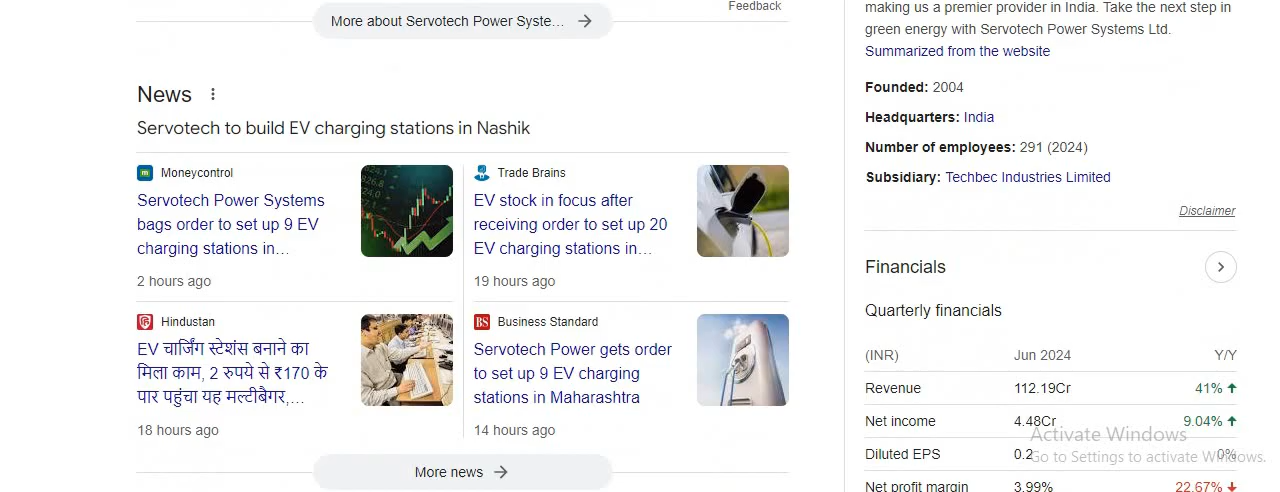 More about Servotech Power Syste...
Feedback
News
Servotech to build EV charging stations in Nashik
Moneycontrol
Servotech Power Systems
bags order to set up 9 EV
charging stations in...
2 hours ago
Trade Brains
EV stock in focus after
receiving order to set up 20
EV charging stations in...
19 hours ago
Hindustan
EV चार्जिंग स्टेशंस बनाने का
मिला काम, 2 रुपये से ₹170 के
पार पहुंचा यह मल्टीबैगर,...
18 hours ago
BS Business Standard
Servotech Power gets order
to set up 9 EV charging
stations in Maharashtra
14 hours ago
More news
making us a premier provider in India. Take the next step in
green energy with Servotech Power Systems Ltd.
Summarized from the website
Founded: 2004
Headquarters: India
Number of employees: 291 (2024)
Subsidiary: Techbec Industries Limited
Disclaimer
Financials
Quarterly financials
(INR) Jun 2024 Y/Y
Revenue 112.19Cr 41%
Net income 4.48Cr 9.04%
Diluted EPS 0.2 0%
Net profit margin 3.99% 22.67%
Activate Windows
Go to Settings to activate Windows.